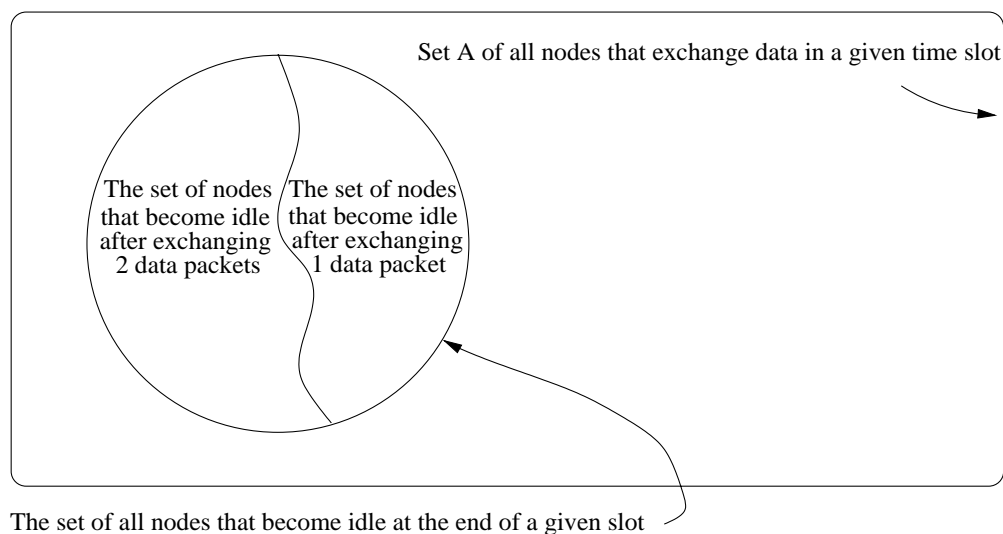 Set A of all nodes that exchange data in a given time slot
The set of nodes
that become idle
after exchanging
2 data packets
The set of nodes
that become idle
after exchanging
1 data packet
The set of all nodes that become idle at the end of a given slot